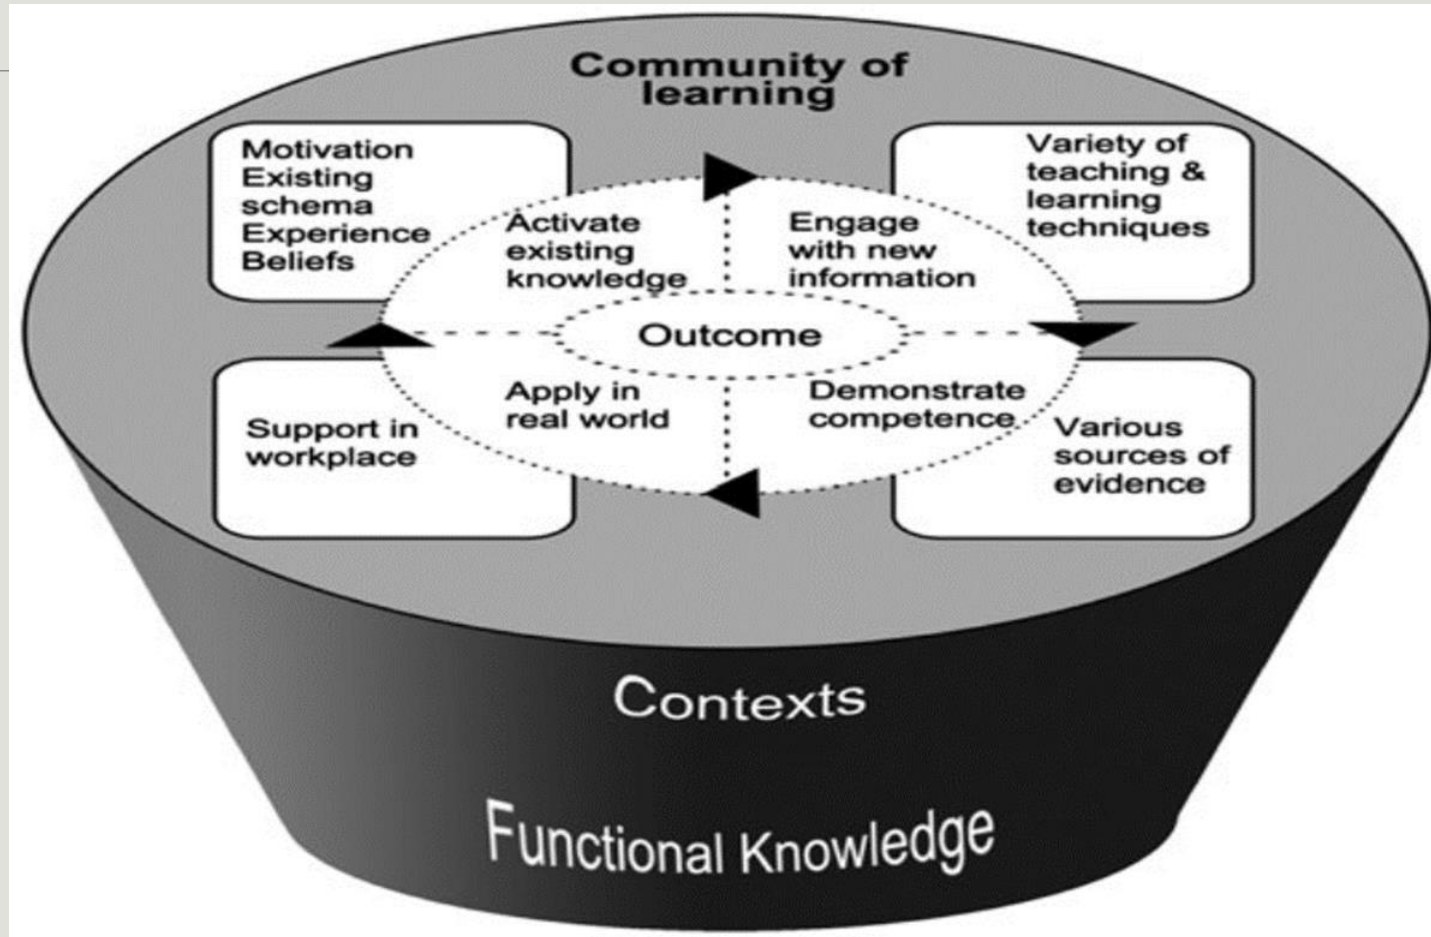 Community of
learning
Motivation
Existing
schema
Experience
Beliefs
Variety of
teaching &
learning
techniques
Activate
existing
knowledge
Engage
with new
information
Outcome
Apply in
real world
Demonstrate
competence
Support in
workplace
Various
sources of
evidence
Contexts
Functional Knowledge